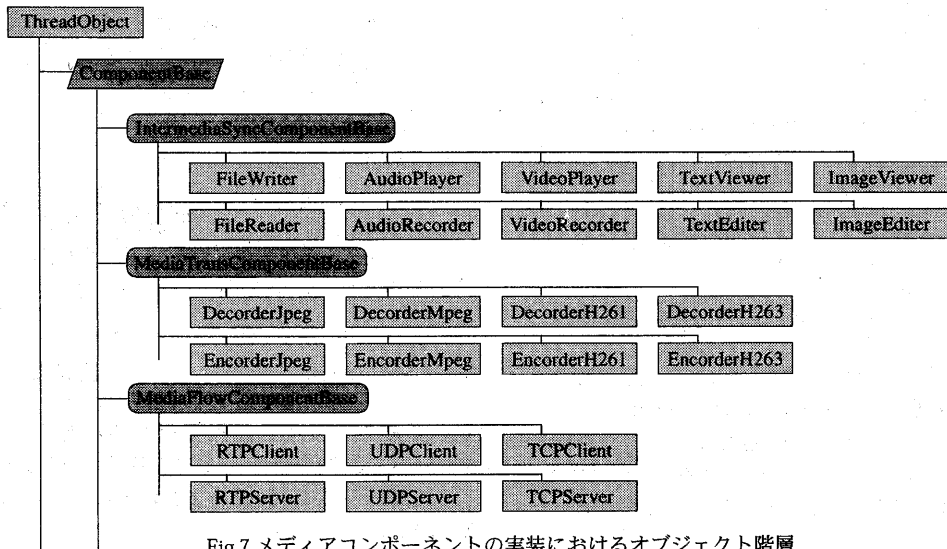 ThreadObject
ComponentBase
IntermediaSyncComponentBase
FileWriter AudioPlayer VideoPlayer TextViewer ImageViewer
FileReader AudioRecorder VideoRecorder TextEditer ImageEditer
MediaTransComponentBase
DecorderJpeg DecorderMpeg DecorderH261 DecorderH263
EncorderJpeg EncorderMpeg EncorderH261 EncorderH263
MediaFlowComponentBase
RTPClient UDPClient TCPClient
RTPServer UDPServer TCPServer
Fig.7 メディアコンポーネントの実装におけるオブジェクト階層